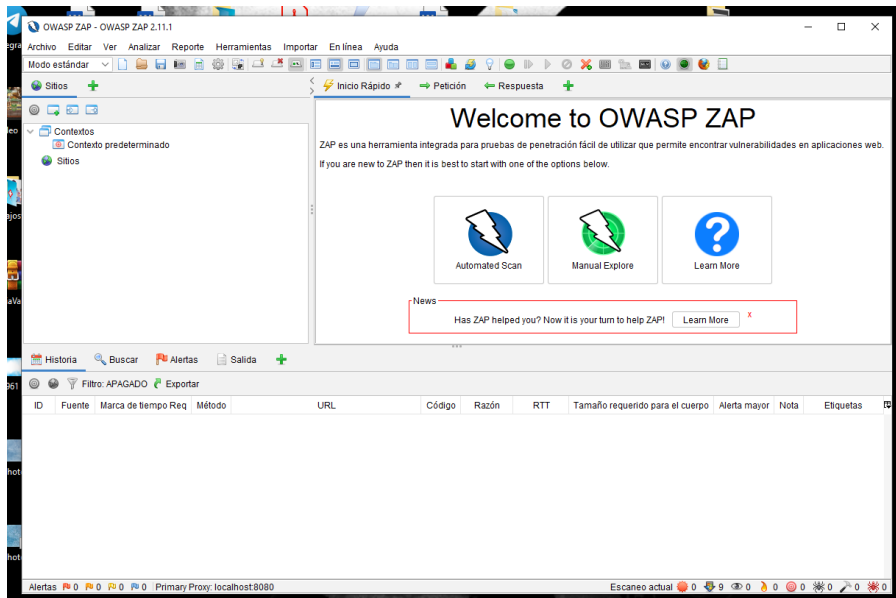 OWASP ZAP - OWASP ZAP 2.11.1
Archivo Editar Ver Analizar Reporte Herramientas Importar En línea Ayuda
Modo estándar
Sitios
Inicio Rápido
Petición
Respuesta
Contextos
Contexto predeterminado
Sitios
Welcome to OWASP ZAP
ZAP es una herramienta integrada para pruebas de penetración fácil de utilizar que permite encontrar vulnerabilidades en aplicaciones web.
If you are new to ZAP then it is best to start with one of the options below.
Automated Scan
Manual Explore
Learn More
News
Has ZAP helped you? Now it is your turn to help ZAP! Learn More X
Historia Buscar Alertas Salida
Filtro: APAGADO Exportar
ID Fuente Marca de tiempo Req Método URL Código Razón RTT Tamaño requerido para el cuerpo Alerta mayor Nota Etiquetas
Alertas 0 0 0 0 Primary Proxy: localhost:8080 Escaneo actual 0 9 0 0 0 0 0 0
961